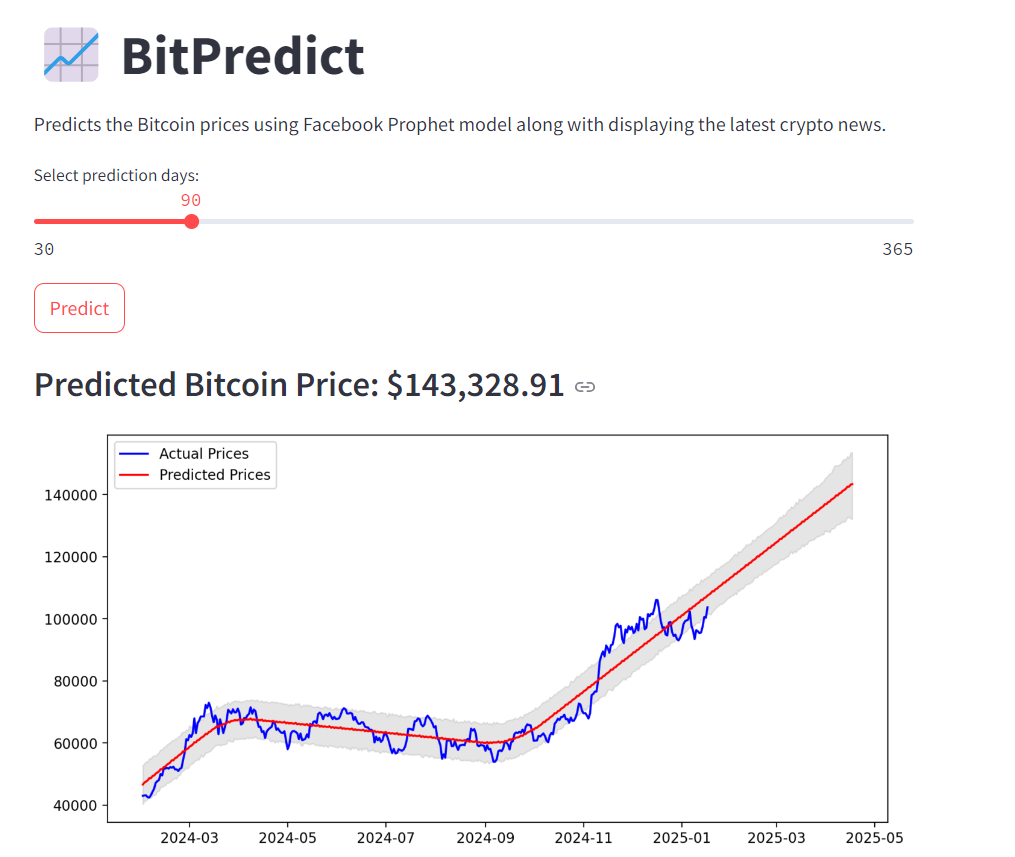 BitPredict
Predicts the Bitcoin prices using Facebook Prophet model along with displaying the latest crypto news.
Select prediction days:
90
30 365
Predict
Predicted Bitcoin Price: $143,328.91
Actual Prices
Predicted Prices
140000
120000
100000
80000
60000
40000
2024-03 2024-05 2024-07 2024-09 2024-11 2025-01 2025-03 2025-05